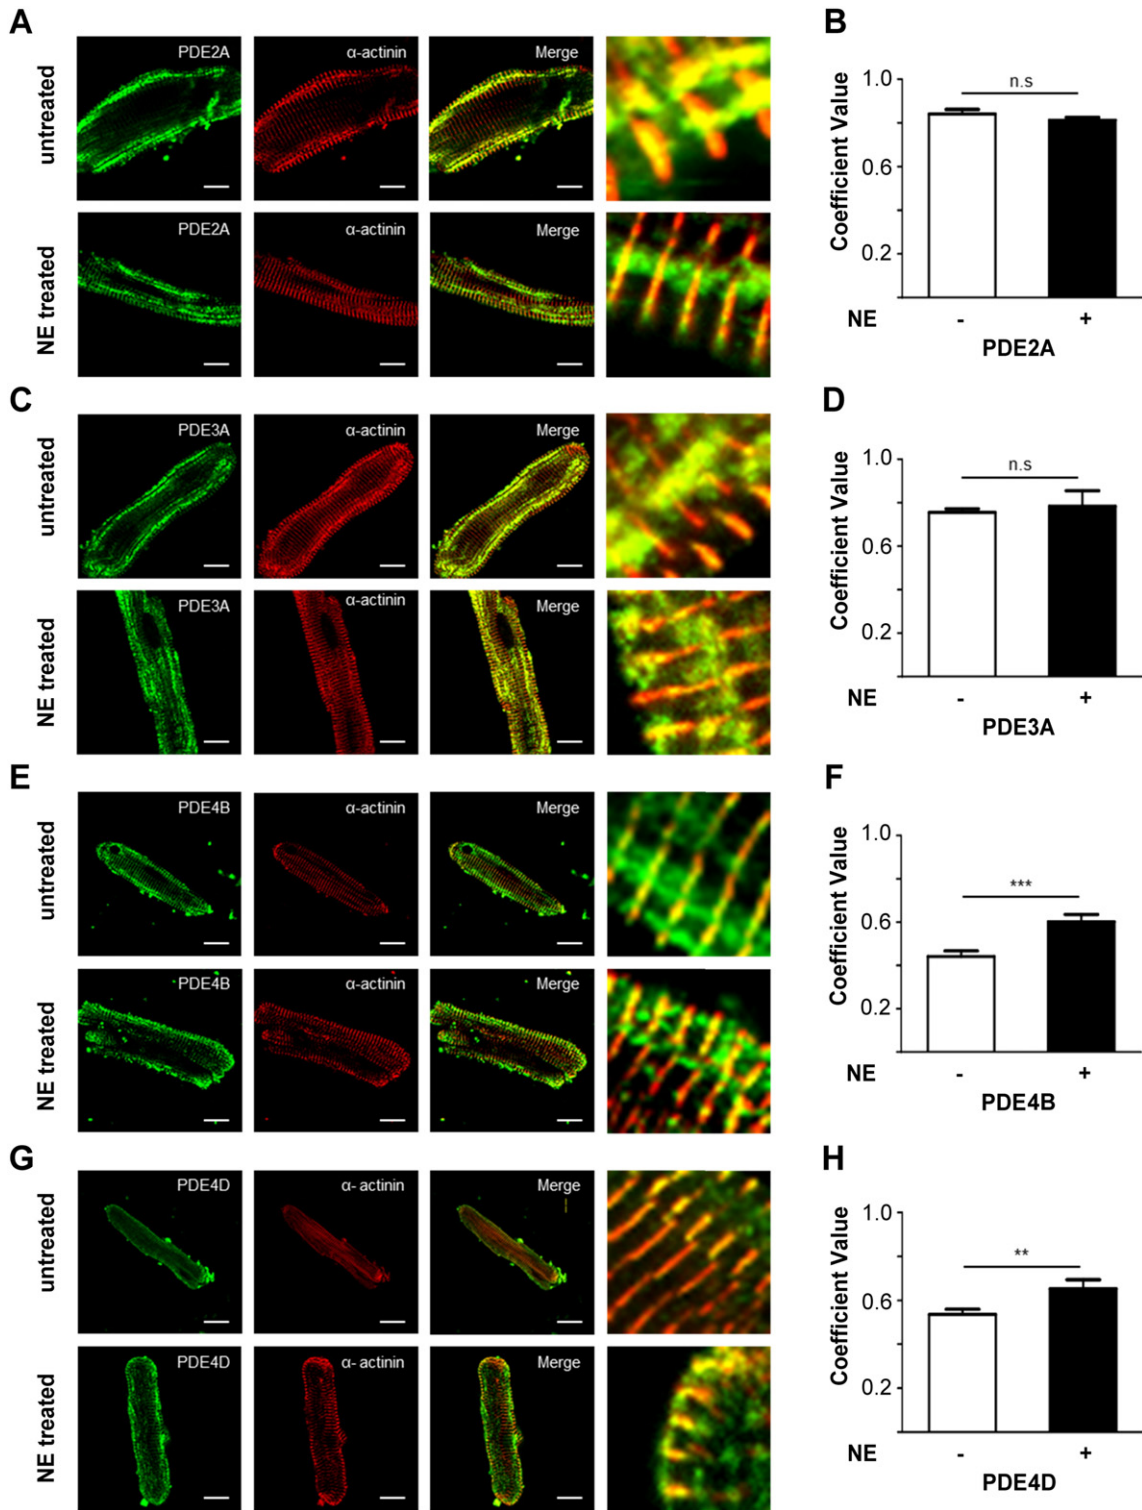 A
B
untreated
PDE2A
α-actinin
Merge
NE treated
PDE2A
α-actinin
Merge
Coefficient Value
1.0
0.6
0.2
n.s
NE
-
+
PDE2A
C
D
untreated
PDE3A
α-actinin
Merge
NE treated
PDE3A
α-actinin
Merge
Coefficient Value
1.0
0.6
0.2
n.s
NE
-
+
PDE3A
E
F
untreated
PDE4B
α-actinin
Merge
NE treated
PDE4B
α-actinin
Merge
Coefficient Value
1.0
0.6
0.2
***
NE
-
+
PDE4B
G
H
untreated
PDE4D
α- actinin
Merge
NE treated
PDE4D
α- actinin
Merge
Coefficient Value
1.0
0.6
0.2
**
NE
-
+
PDE4D